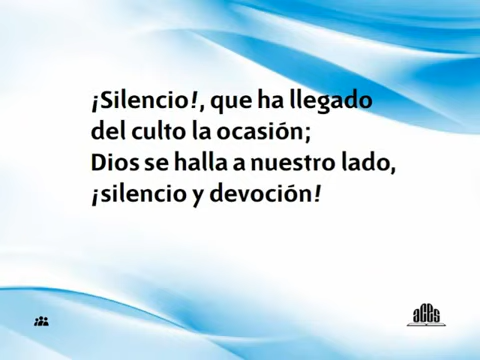 ¡Silencio!, que ha llegado
del culto la ocasión;
Dios se halla a nuestro lado,
¡silencio y devoción!
aces